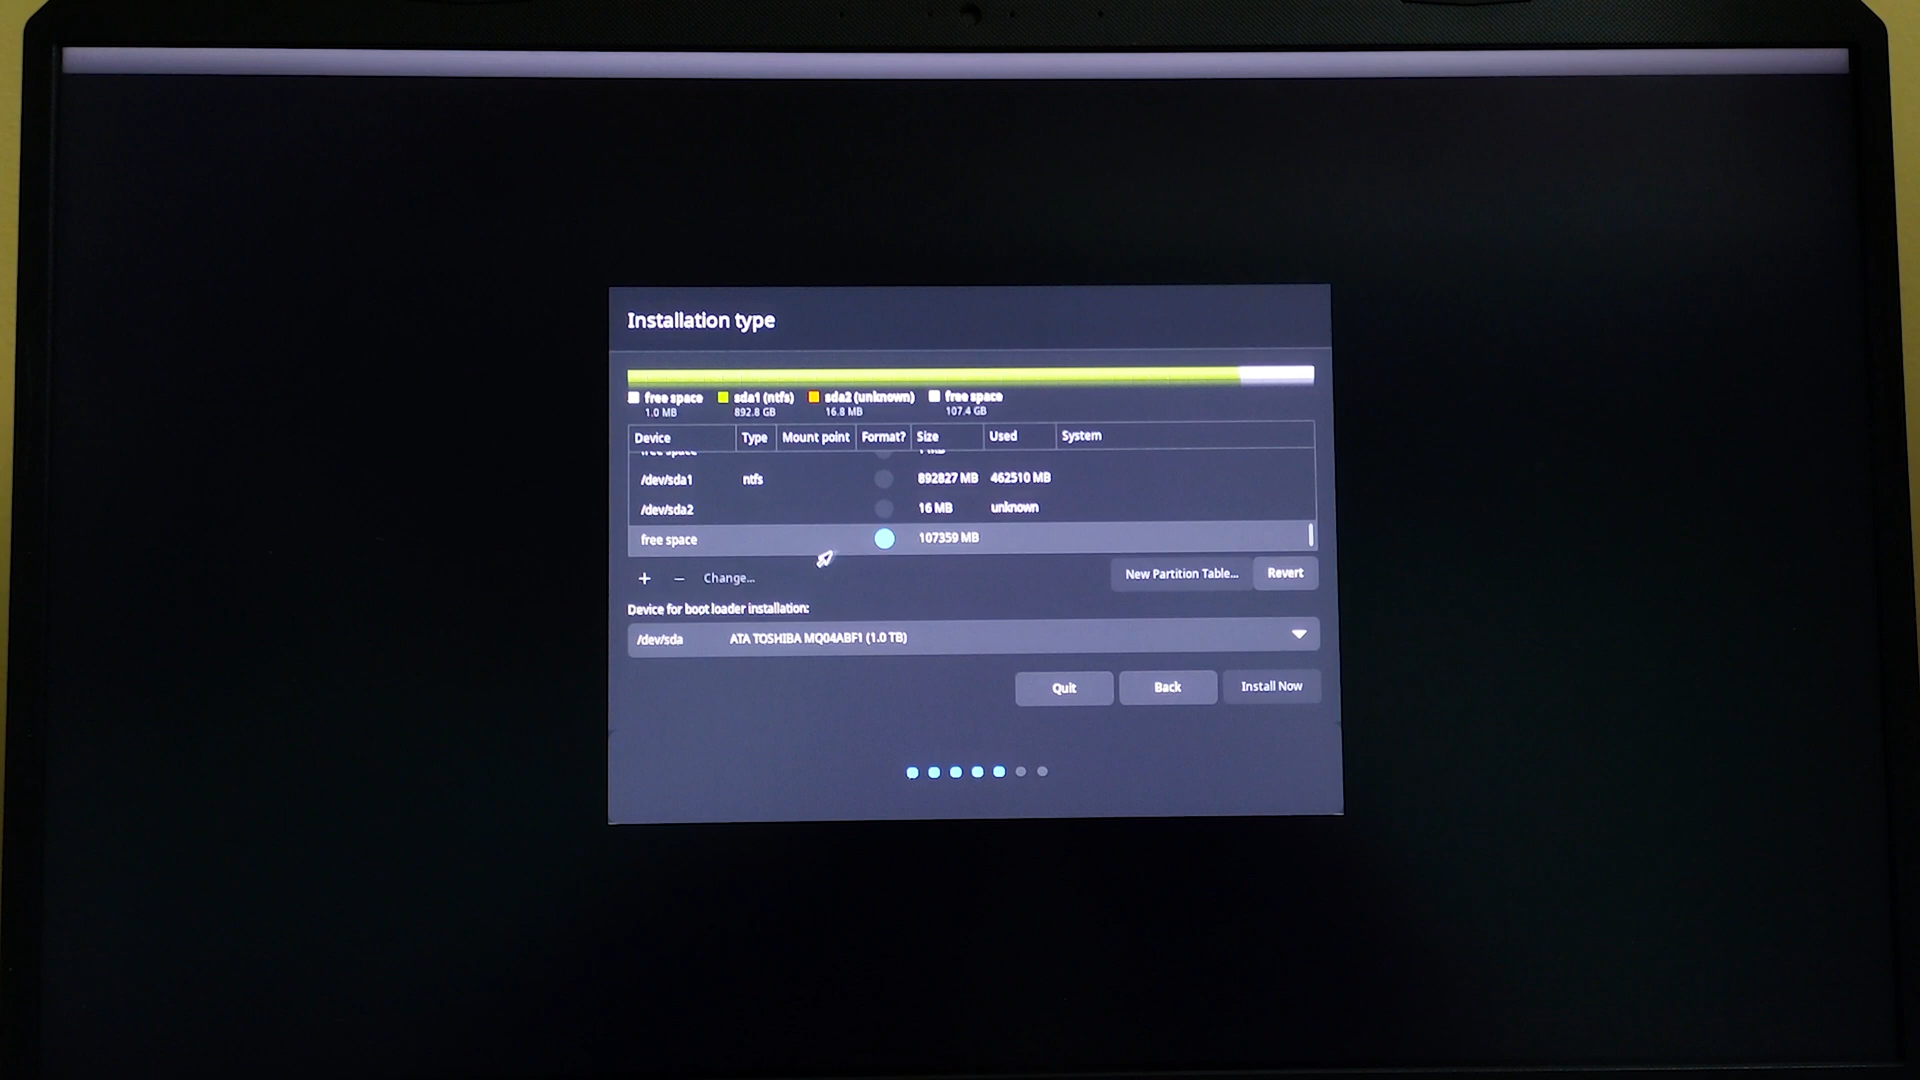 Installation type
free space sda1 (ntfs) sda2 (unknown) free space
1.0 MB 892.8 GB 16.8 MB 107.4 GB
Device Type Mount point Format? Size Used System
free space 1 MB
/dev/sda1 ntfs 892827 MB 462510 MB
/dev/sda2 16 MB unknown
free space 107359 MB
+ − Change... New Partition Table... Revert
Device for boot loader installation:
/dev/sda ATA TOSHIBA MQ04ABF1 (1.0 TB)
Quit Back Install Now